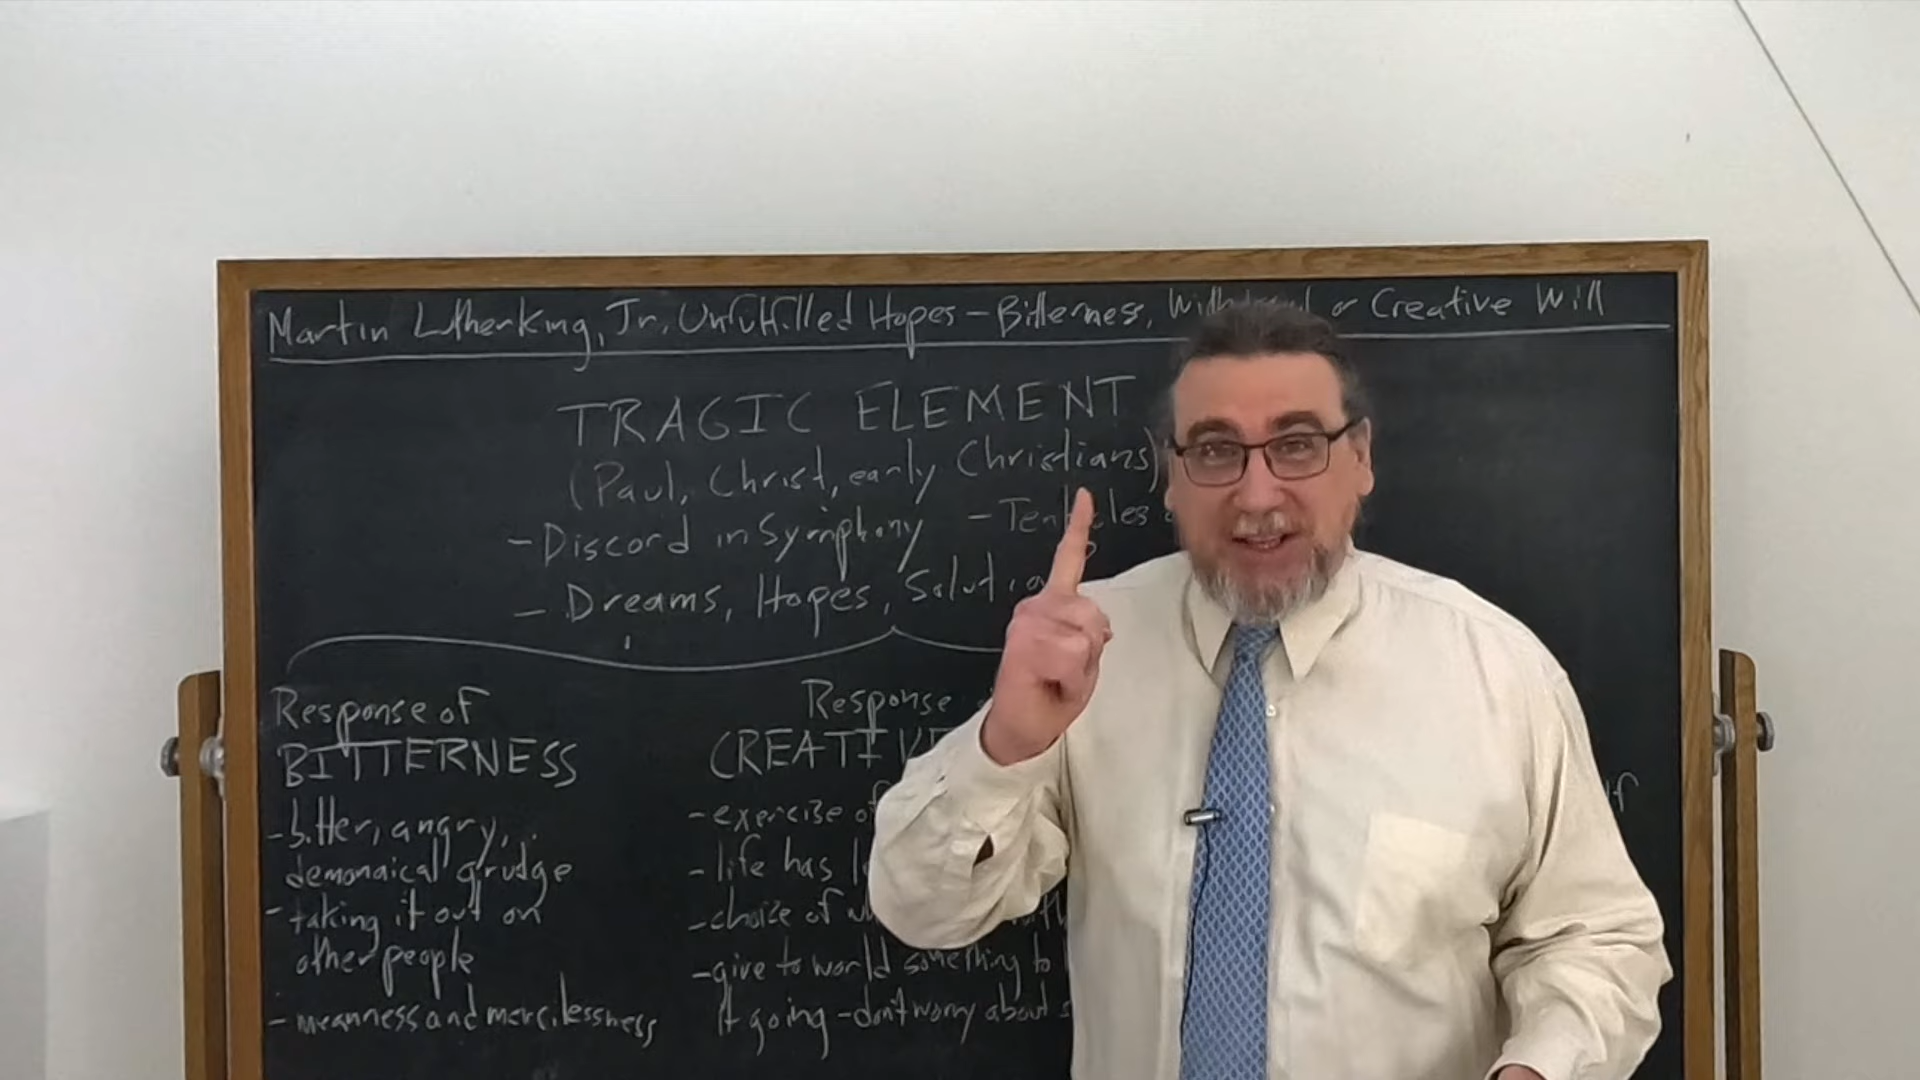 Martin Luther King, Jr, Unfulfilled Hopes - Bitterness, or Creative Will
TRAGIC ELEMENT
(Paul, Christ, early Christians)
- Discord in Symphony
- Dreams, Hopes,
Response of
BITTERNESS
- bitter, angry,
demonaical grudge
- taking it out on
other people
- meanness and mercilessness
Response
- exercise
- life has
- choice of
- give to world something to
it going - don't worry about